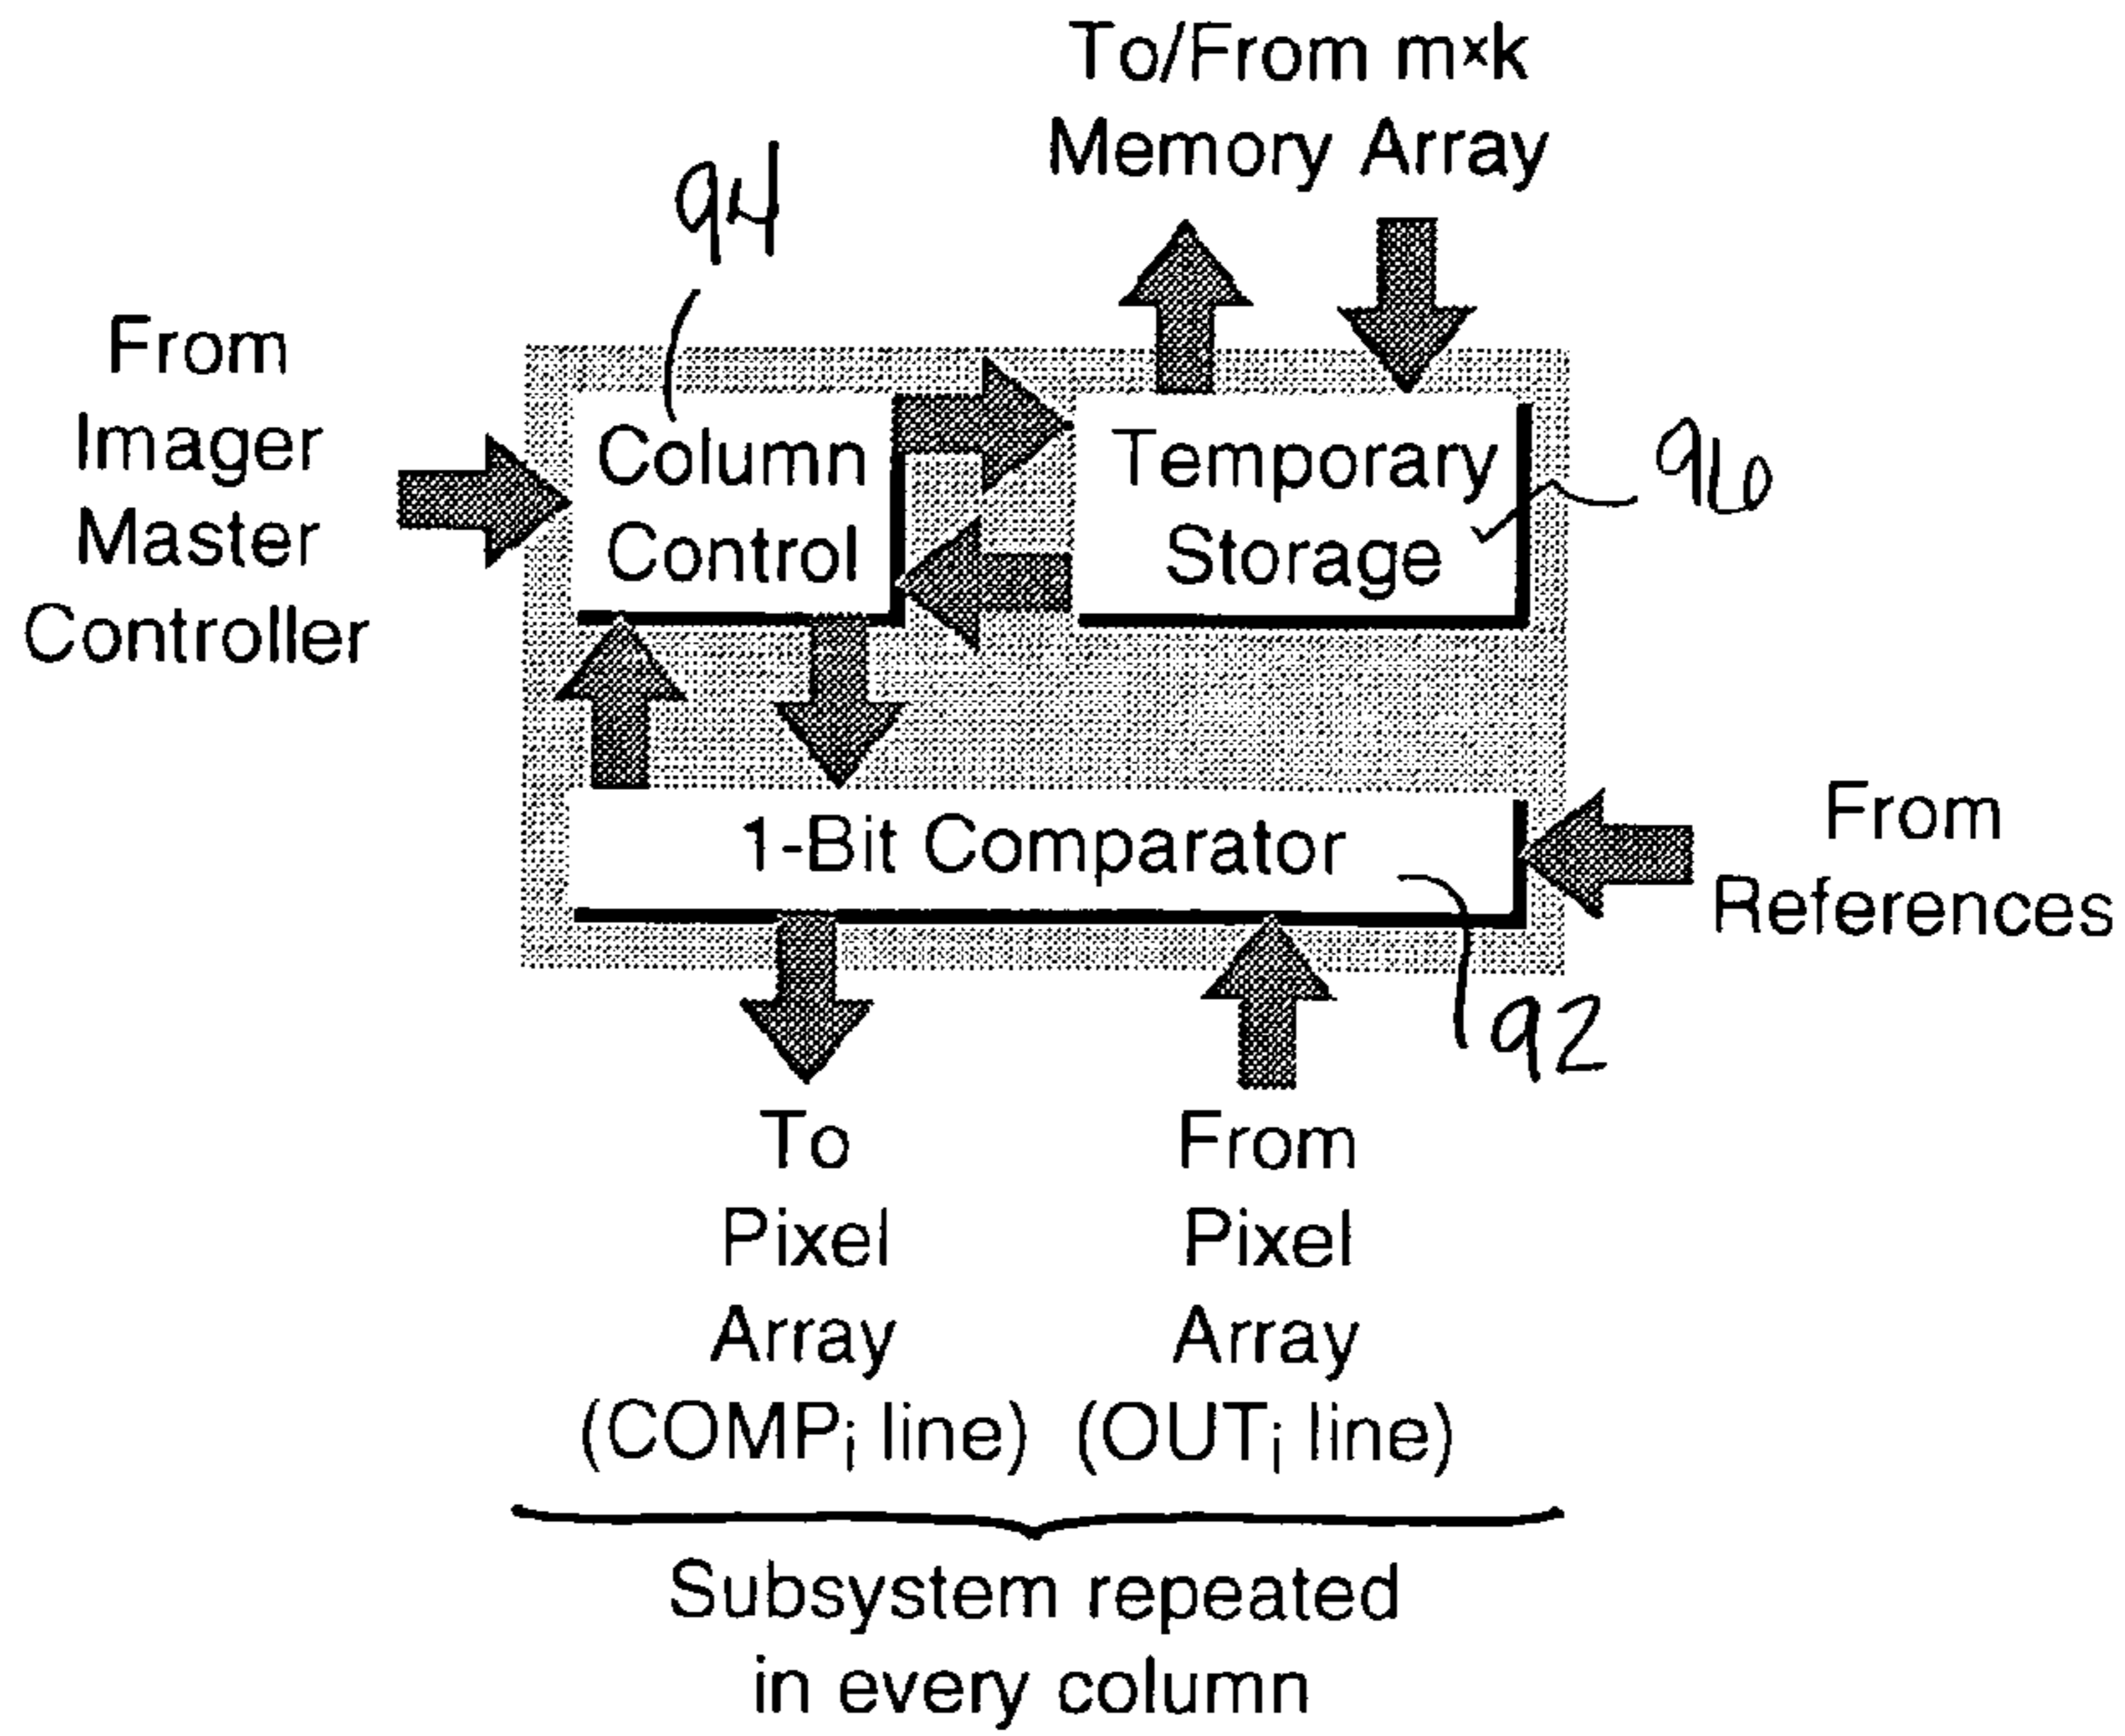 To/From m×k
Memory Array
94
From
Imager
Master
Controller
Column
Control
Temporary
Storage
96
1-Bit Comparator
From
References
92
To
Pixel
Array
(COMPi line)
From
Pixel
Array
(OUTi line)
Subsystem repeated
in every column